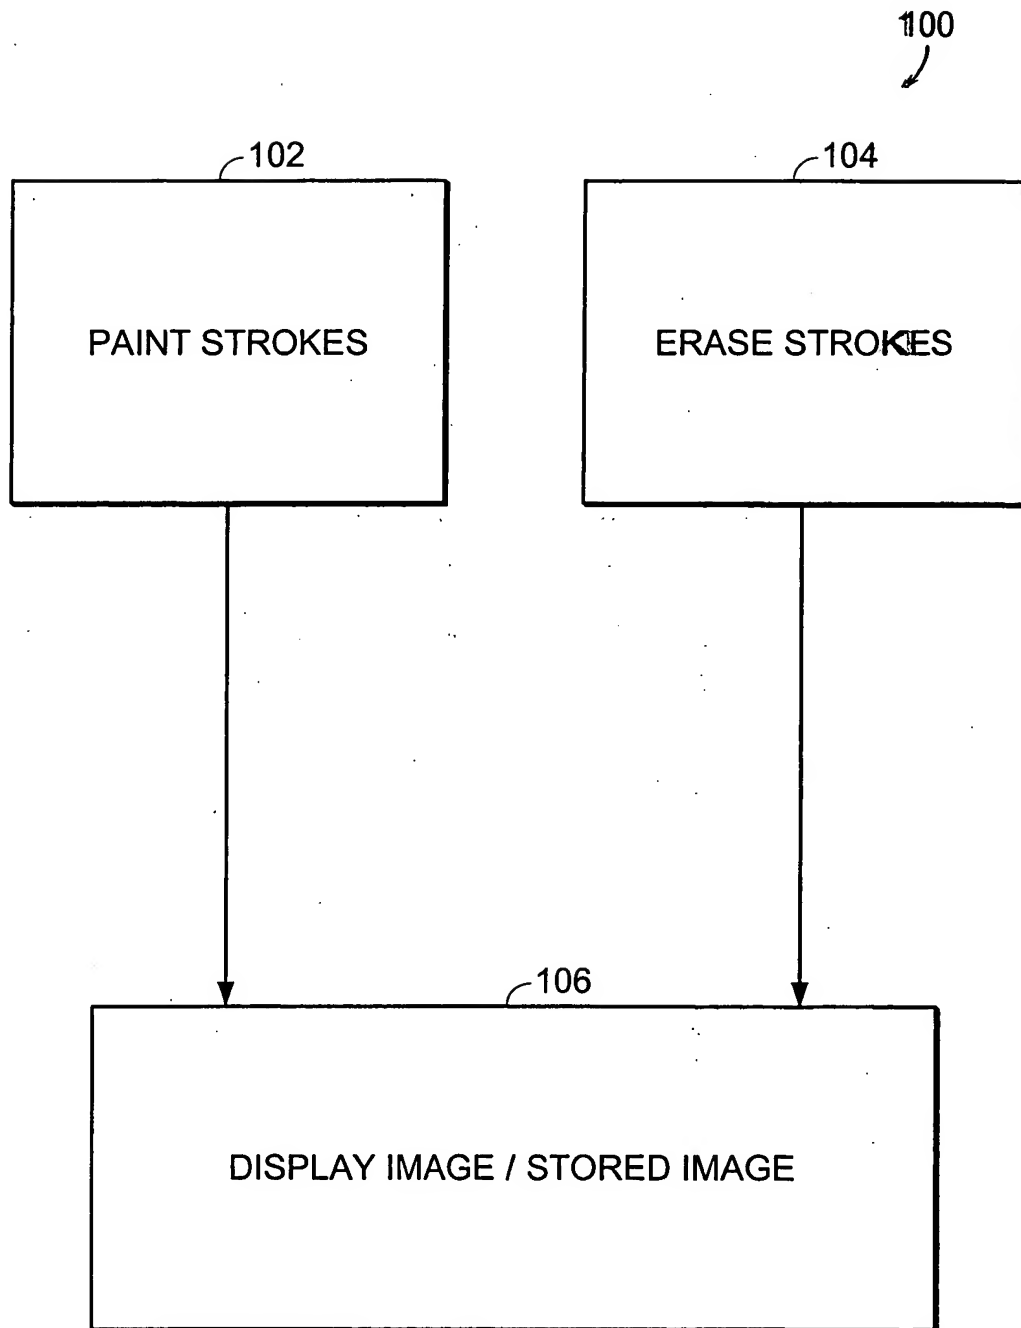 100
102
104
PAINT STROKES
ERASE STROKES
106
DISPLAY IMAGE / STORED IMAGE